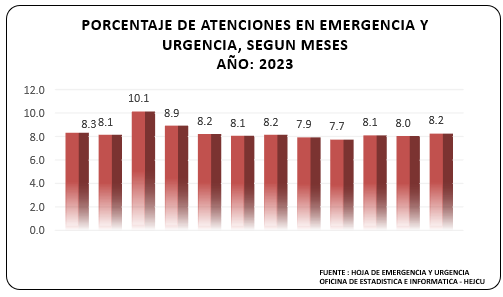 PORCENTAJE DE ATENCIONES EN EMERGENCIA Y
URGENCIA, SEGUN MESES
AÑO: 2023
12.0
10.0
8.0
6.0
4.0
2.0
0.0
8.3 8.1 10.1 8.9 8.2 8.1 8.2 7.9 7.7 8.1 8.0 8.2
FUENTE : HOJA DE EMERGENCIA Y URGENCIA
OFICINA DE ESTADISTICA E INFORMATICA - HEJCU